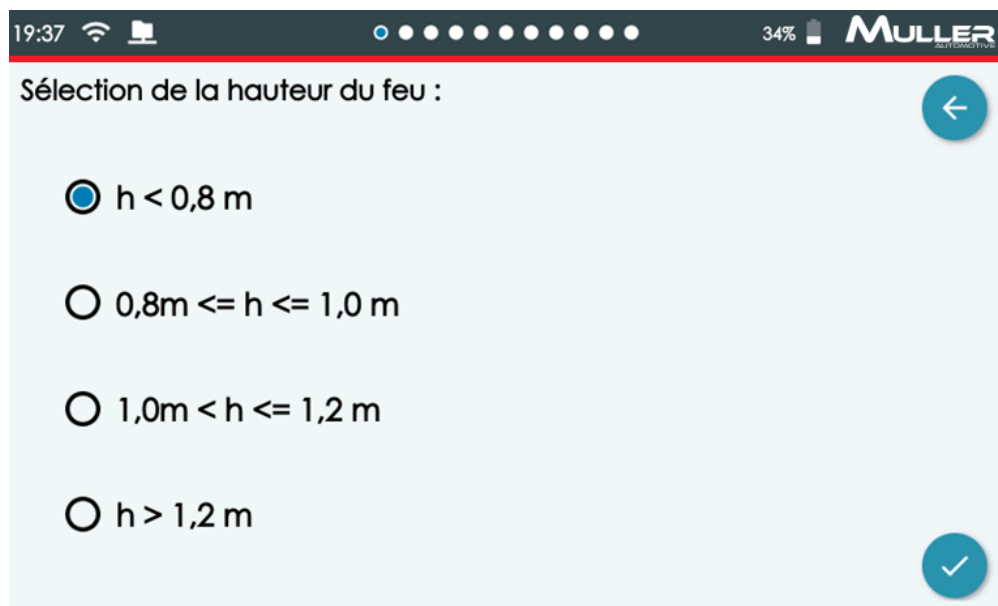 19:37
34%
MULLER
AUTOMOTIVE
Sélection de la hauteur du feu :
h < 0,8 m
0,8m <= h <= 1,0 m
1,0m < h <= 1,2 m
h > 1,2 m